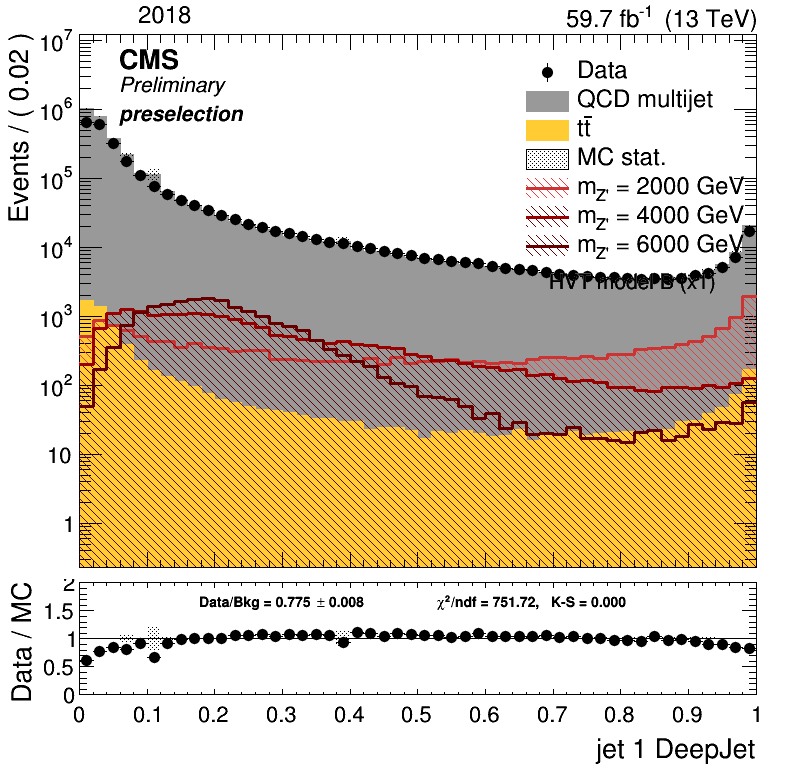 2018
59.7 fb⁻¹ (13 TeV)
CMS
Preliminary
preselection
Data
QCD multijet
tt̄
MC stat.
m_Z' = 2000 GeV
m_Z' = 4000 GeV
m_Z' = 6000 GeV
HVT model B (x1)
Events / ( 0.02 )
10⁷
10⁶
10⁵
10⁴
10³
10²
10
1
Data/Bkg = 0.775 ± 0.008
χ²/ndf = 751.72, K-S = 0.000
Data / MC
2
1.5
1
0.5
0
0 0.1 0.2 0.3 0.4 0.5 0.6 0.7 0.8 0.9 1
jet 1 DeepJet